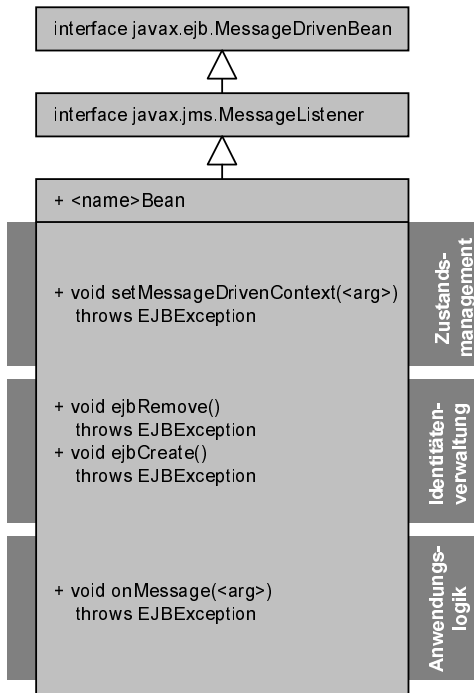 interface javax.ejb.MessageDrivenBean
interface javax.jms.MessageListener
+ <name>Bean
+ void setMessageDrivenContext(<arg>)
throws EJBException
Zustands-
management
+ void ejbRemove()
throws EJBException
+ void ejbCreate()
throws EJBException
Identitäten-
verwaltung
+ void onMessage(<arg>)
throws EJBException
Anwendungs-
logik